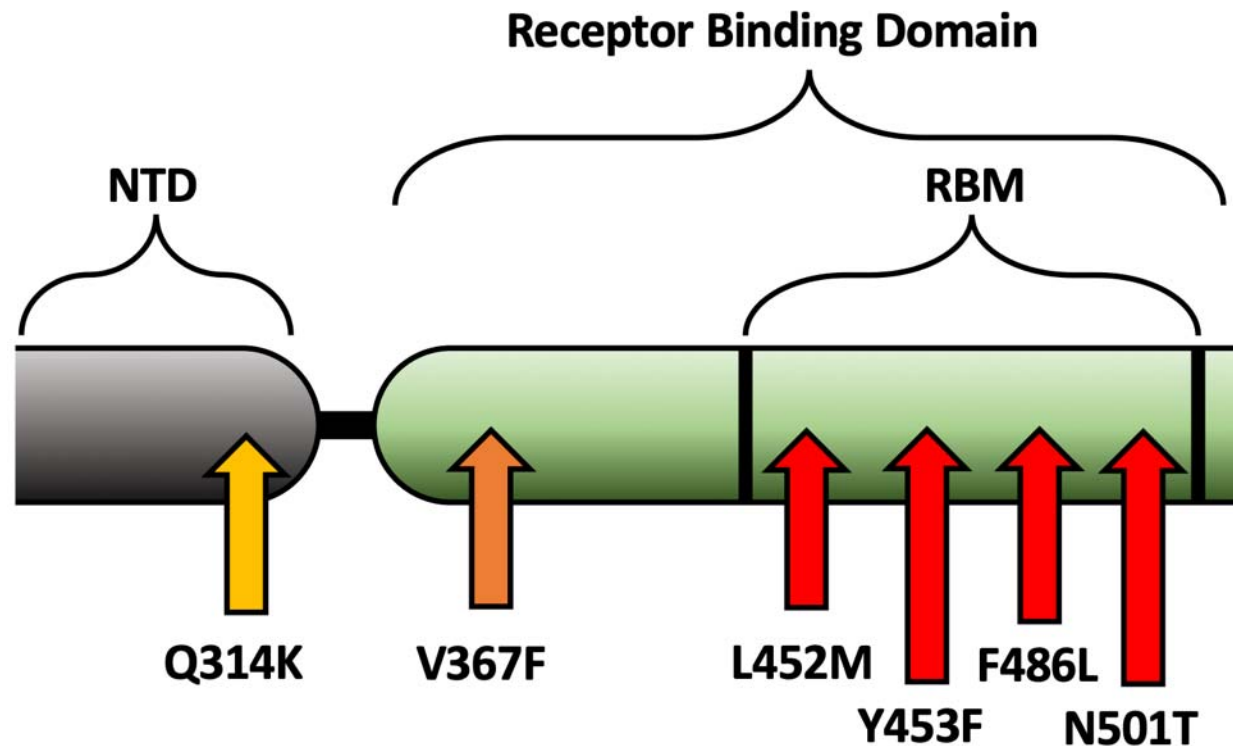 Receptor Binding Domain
NTD
RBM
Q314K
V367F
L452M
F486L
Y453F
N501T